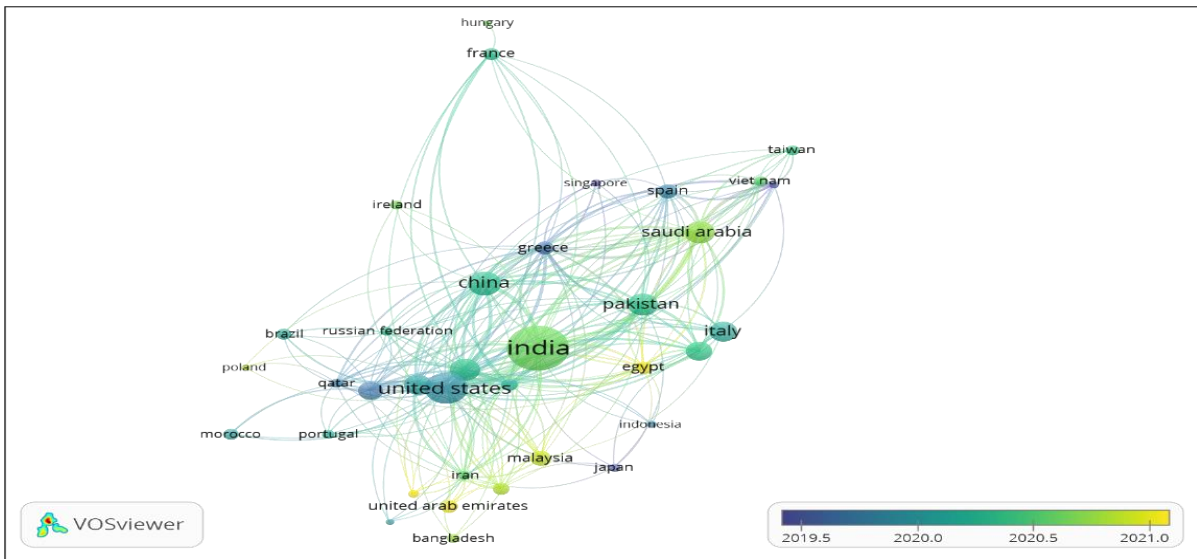 hungary
france
taiwan
singapore
spain
viet nam
ireland
saudi arabia
greece
china
pakistan
brazil
russian federation
italy
india
poland
egypt
qatar
united states
indonesia
morocco
portugal
malaysia
japan
iran
united arab emirates
bangladesh
VOSviewer
2019.5 2020.0 2020.5 2021.0